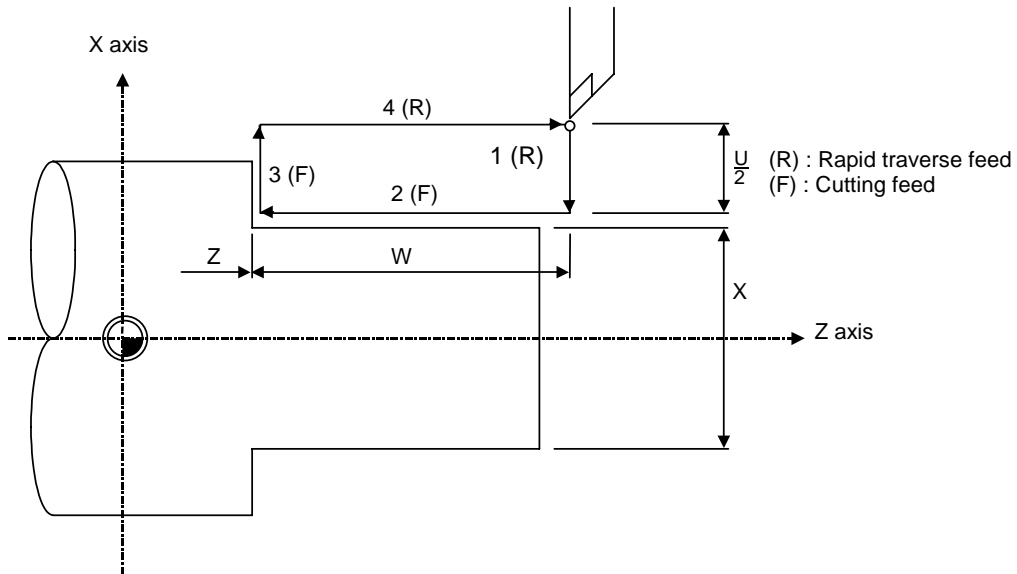 X axis
4 (R)
1 (R)
U
2
(R) : Rapid traverse feed
(F) : Cutting feed
3 (F)
2 (F)
Z
W
X
Z axis